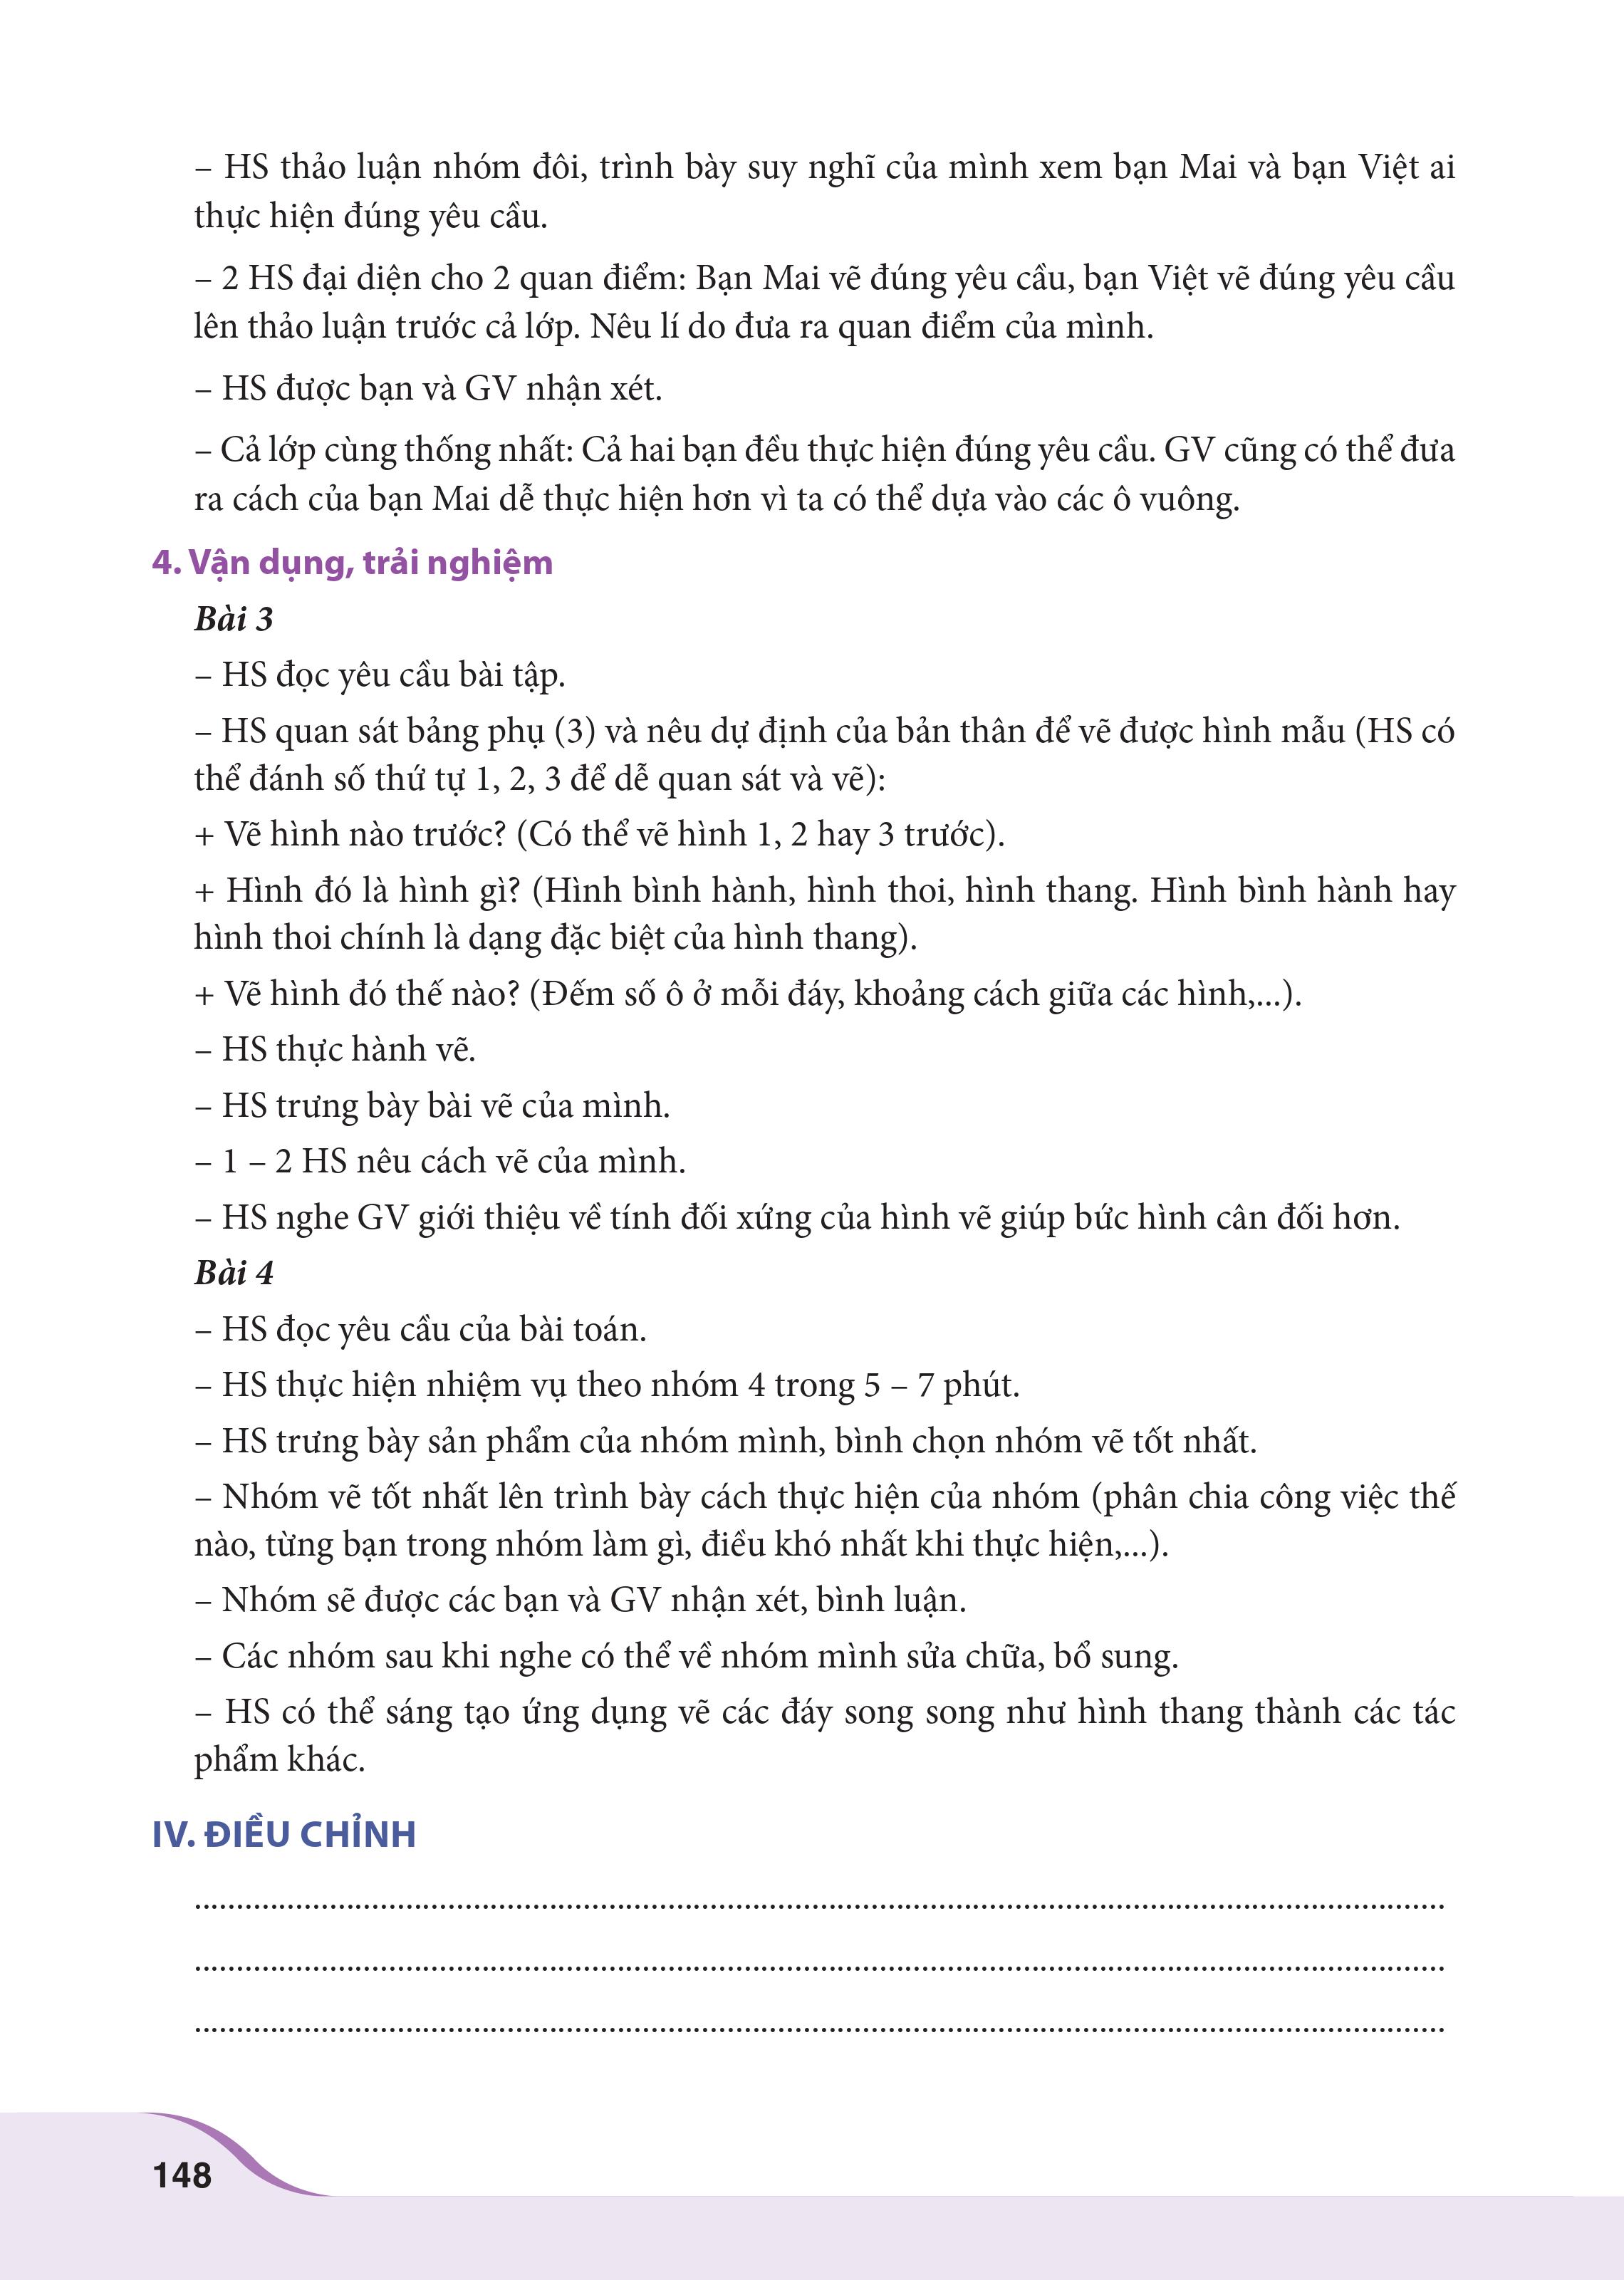 – HS thảo luận nhóm đôi, trình bày suy nghĩ của mình xem bạn Mai và bạn Việt ai
thực hiện đúng yêu cầu.
– 2 HS đại diện cho 2 quan điểm: Bạn Mai vẽ đúng yêu cầu, bạn Việt vẽ đúng yêu cầu
lên thảo luận trước cả lớp. Nêu lí do đưa ra quan điểm của mình.
– HS được bạn và GV nhận xét.
– Cả lớp cùng thống nhất: Cả hai bạn đều thực hiện đúng yêu cầu. GV cũng có thể đưa
ra cách của bạn Mai dễ thực hiện hơn vì ta có thể dựa vào các ô vuông.
4. Vận dụng, trải nghiệm
Bài 3
– HS đọc yêu cầu bài tập.
– HS quan sát bảng phụ (3) và nêu dự định của bản thân để vẽ được hình mẫu (HS có
thể đánh số thứ tự 1, 2, 3 để dễ quan sát và vẽ):
+ Vẽ hình nào trước? (Có thể vẽ hình 1, 2 hay 3 trước).
+ Hình đó là hình gì? (Hình bình hành, hình thoi, hình thang. Hình bình hành hay
hình thoi chính là dạng đặc biệt của hình thang).
+ Vẽ hình đó thế nào? (Đếm số ô ở mỗi đáy, khoảng cách giữa các hình,...).
– HS thực hành vẽ.
– HS trưng bày bài vẽ của mình.
– 1 – 2 HS nêu cách vẽ của mình.
– HS nghe GV giới thiệu về tính đối xứng của hình vẽ giúp bức hình cân đối hơn.
Bài 4
– HS đọc yêu cầu của bài toán.
– HS thực hiện nhiệm vụ theo nhóm 4 trong 5 – 7 phút.
– HS trưng bày sản phẩm của nhóm mình, bình chọn nhóm vẽ tốt nhất.
– Nhóm vẽ tốt nhất lên trình bày cách thực hiện của nhóm (phân chia công việc thế
nào, từng bạn trong nhóm làm gì, điều khó nhất khi thực hiện,...).
– Nhóm sẽ được các bạn và GV nhận xét, bình luận.
– Các nhóm sau khi nghe có thể về nhóm mình sửa chữa, bổ sung.
– HS có thể sáng tạo ứng dụng vẽ các đáy song song như hình thang thành các tác
phẩm khác.
IV. ĐIỀU CHỈNH
148